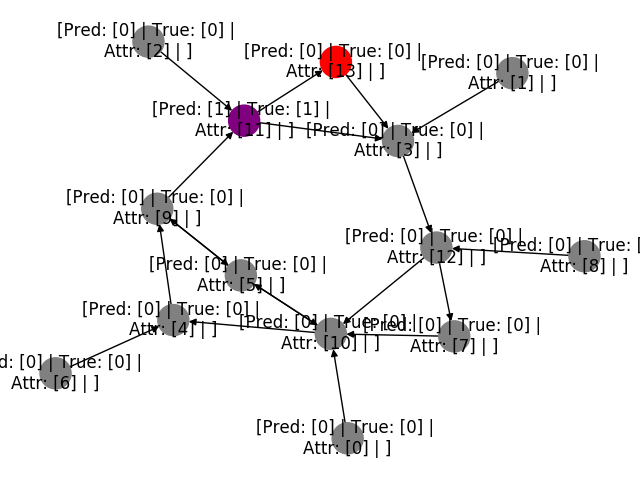 [Pred: [0] | True: [0] |
Attr: [2] | ]
[Pred: [0] | True: [0] |
Attr: [13] | ]
[Pred: [0] | True: [0] |
Attr: [1] | ]
[Pred: [1] | True: [1] |
Attr: [11] | ]
[Pred: [0] | True: [0] |
Attr: [3] | ]
[Pred: [0] | True: [0] |
Attr: [9] | ]
[Pred: [0] | True: [0] |
Attr: [12] | ]
[Pred: [0] | True: [
Attr: [8] | ]
[Pred: [0] | True: [0] |
Attr: [5] | ]
[Pred: [0] | True: [0] |
Attr: [4] | ]
[Pred: [0] | True: [0] |
Attr: [10] | ]
[Pred: [0] | True: [0] |
Attr: [7] | ]
d: [0] | True: [0] |
Attr: [6] | ]
[Pred: [0] | True: [0] |
Attr: [0] | ]